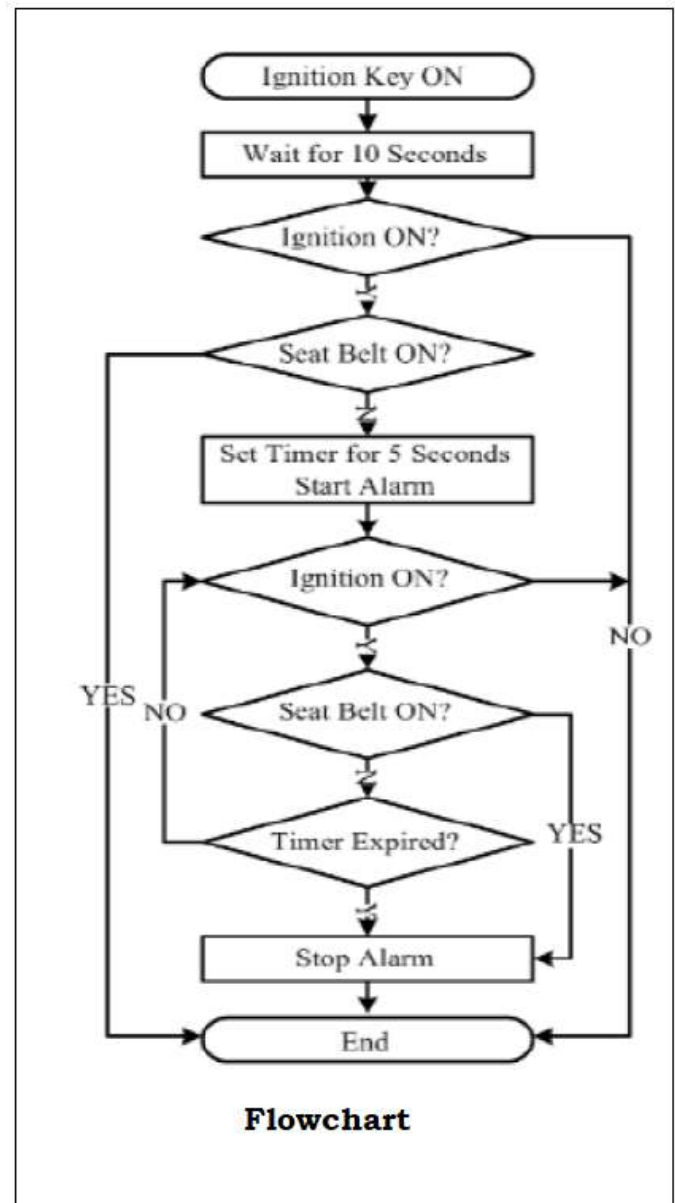 Ignition Key ON
Wait for 10 Seconds
Ignition ON?
Y
Seat Belt ON?
N
Set Timer for 5 Seconds
Start Alarm
Ignition ON?
NO
Y
YES
NO
Seat Belt ON?
N
Timer Expired?
YES
Y
Stop Alarm
End
Flowchart